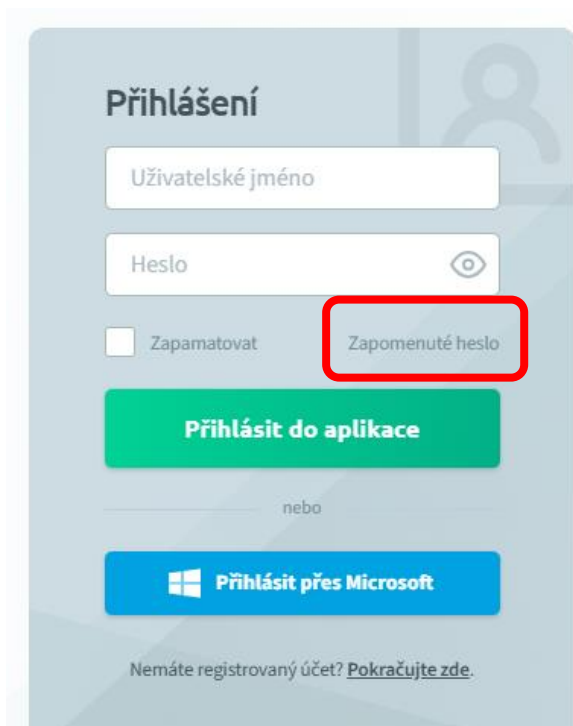 Přihlášení
Uživatelské jméno
Heslo
Zapamatovat Zapomenuté heslo
Přihlásit do aplikace
nebo
Přihlásit přes Microsoft
Nemáte registrovaný účet? Pokračujte zde.